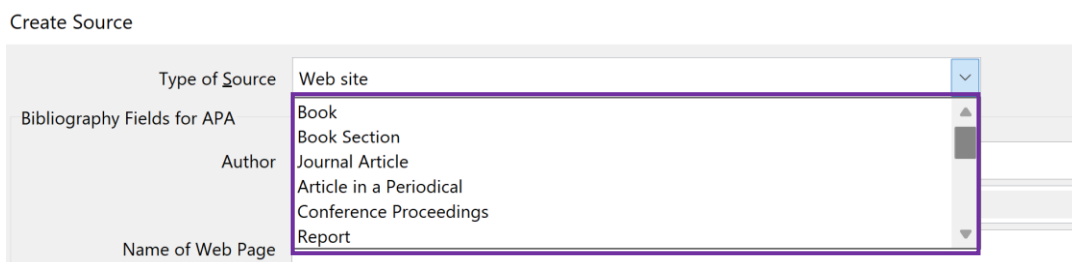 Create Source
Type of Source Web site
Bibliography Fields for APA
Book
Book Section
Author
Journal Article
Article in a Periodical
Conference Proceedings
Name of Web Page
Report